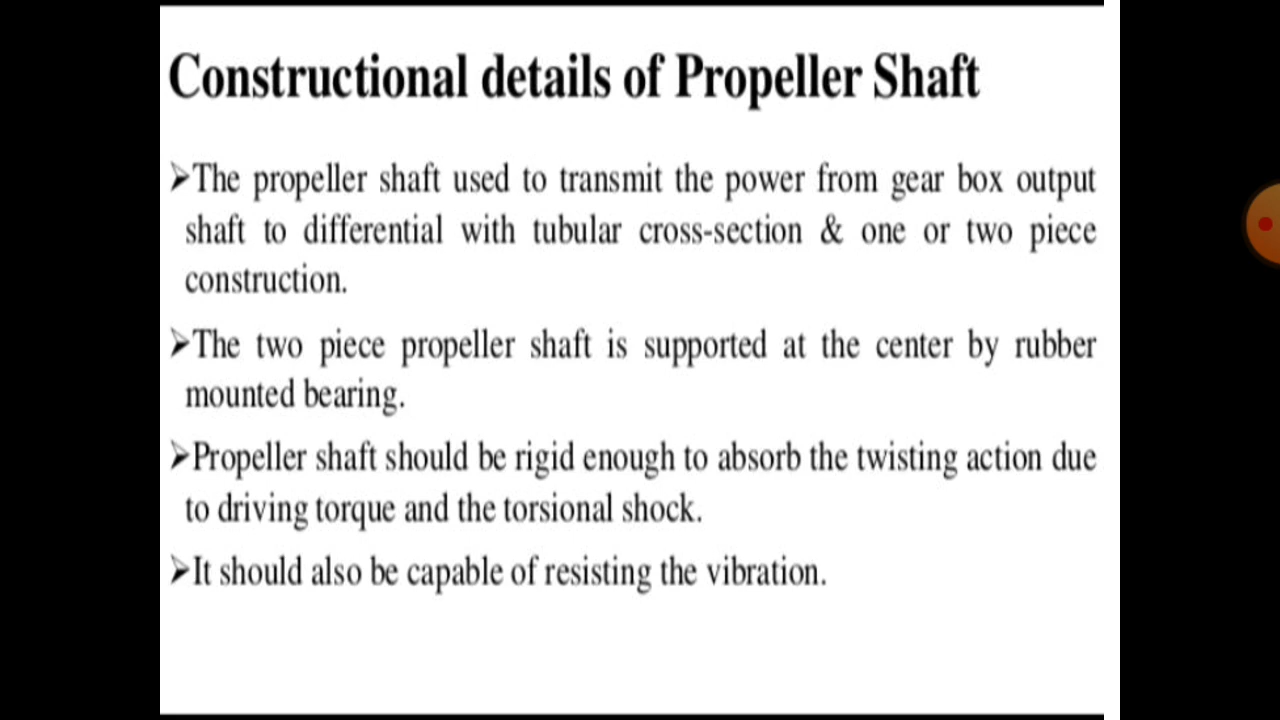 Constructional details of Propeller Shaft
➤The propeller shaft used to transmit the power from gear box output
shaft to differential with tubular cross-section & one or two piece
construction.
➤The two piece propeller shaft is supported at the center by rubber
mounted bearing.
➤Propeller shaft should be rigid enough to absorb the twisting action due
to driving torque and the torsional shock.
➤It should also be capable of resisting the vibration.